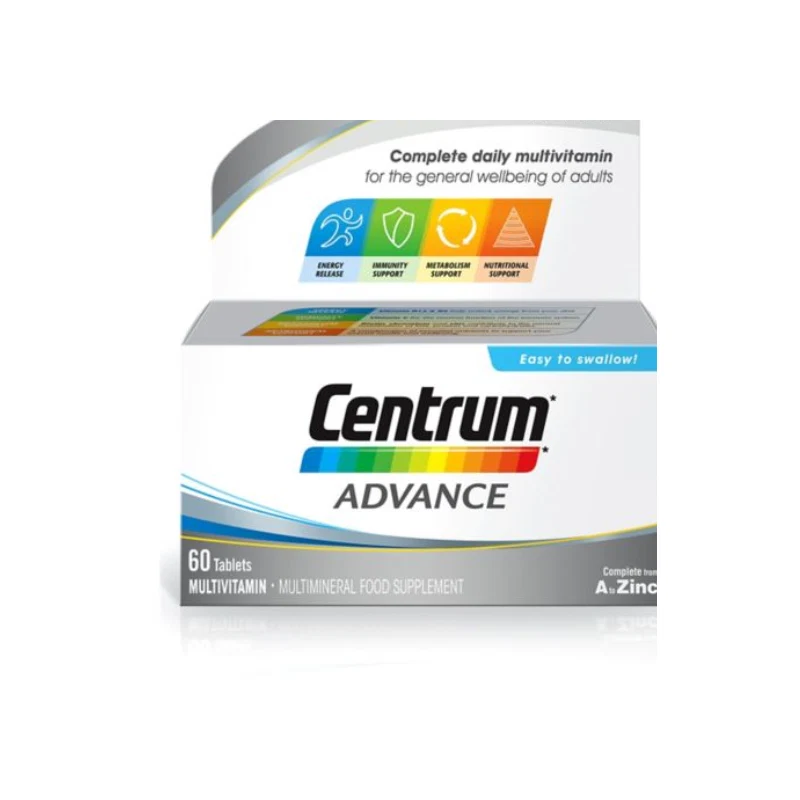 Complete daily multivitamin
for the general wellbeing of adults
ENERGY RELEASE
IMMUNITY SUPPORT
METABOLISM SUPPORT
NUTRITIONAL SUPPORT
Easy to swallow!
Centrum*
*
ADVANCE
60 Tablets
MULTIVITAMIN • MULTIMINERAL FOOD SUPPLEMENT
Complete from
A to Zinc